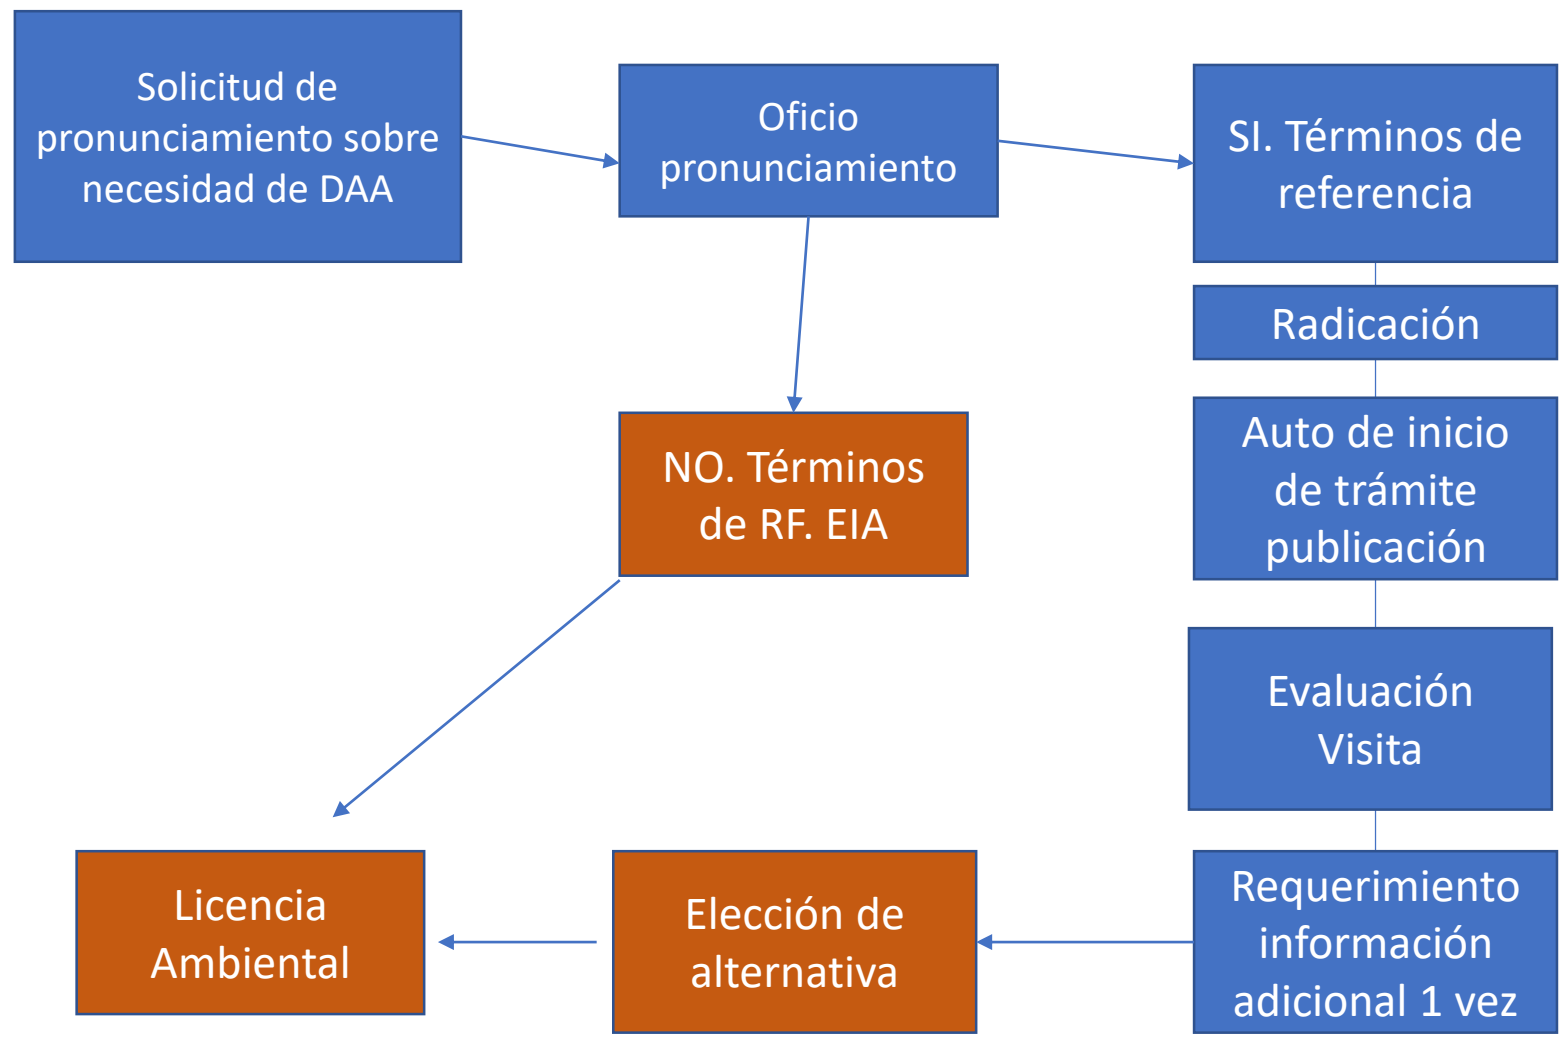 Solicitud de
pronunciamiento sobre
necesidad de DAA
Oficio
pronunciamiento
SI. Términos de
referencia
Radicación
Auto de inicio
de trámite
publicación
NO. Términos
de RF. EIA
Evaluación
Visita
Requerimiento
información
adicional 1 vez
Elección de
alternativa
Licencia
Ambiental